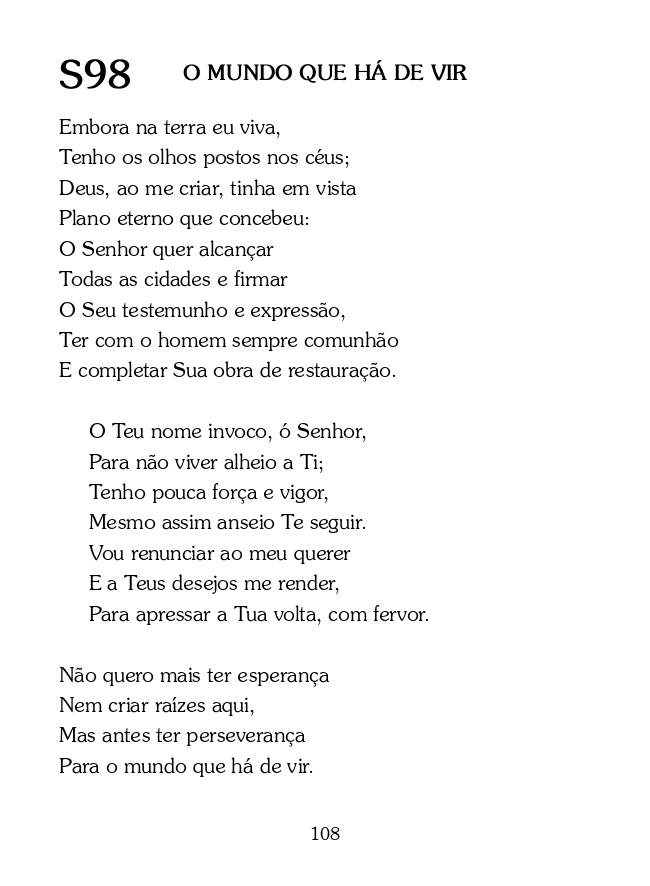 S98 O MUNDO QUE HÁ DE VIR
Embora na terra eu viva,
Tenho os olhos postos nos céus;
Deus, ao me criar, tinha em vista
Plano eterno que concebeu:
O Senhor quer alcançar
Todas as cidades e firmar
O Seu testemunho e expressão,
Ter com o homem sempre comunhão
E completar Sua obra de restauração.
O Teu nome invoco, ó Senhor,
Para não viver alheio a Ti;
Tenho pouca força e vigor,
Mesmo assim anseio Te seguir.
Vou renunciar ao meu querer
E a Teus desejos me render,
Para apressar a Tua volta, com fervor.
Não quero mais ter esperança
Nem criar raízes aqui,
Mas antes ter perseverança
Para o mundo que há de vir.
108